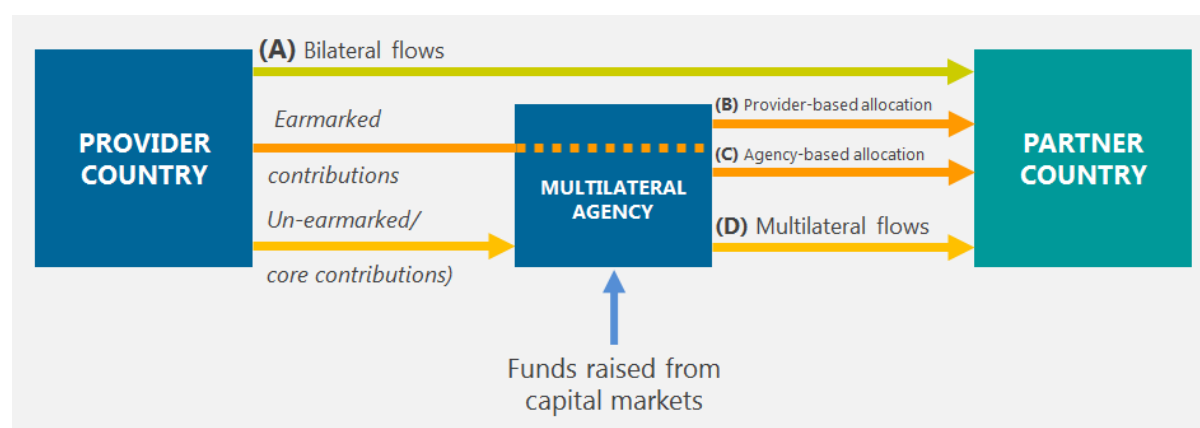 (A) Bilateral flows
PROVIDER
COUNTRY
Earmarked
contributions
Un-earmarked/
core contributions)
MULTILATERAL
AGENCY
(B) Provider-based allocation
(C) Agency-based allocation
(D) Multilateral flows
PARTNER
COUNTRY
Funds raised from
capital markets